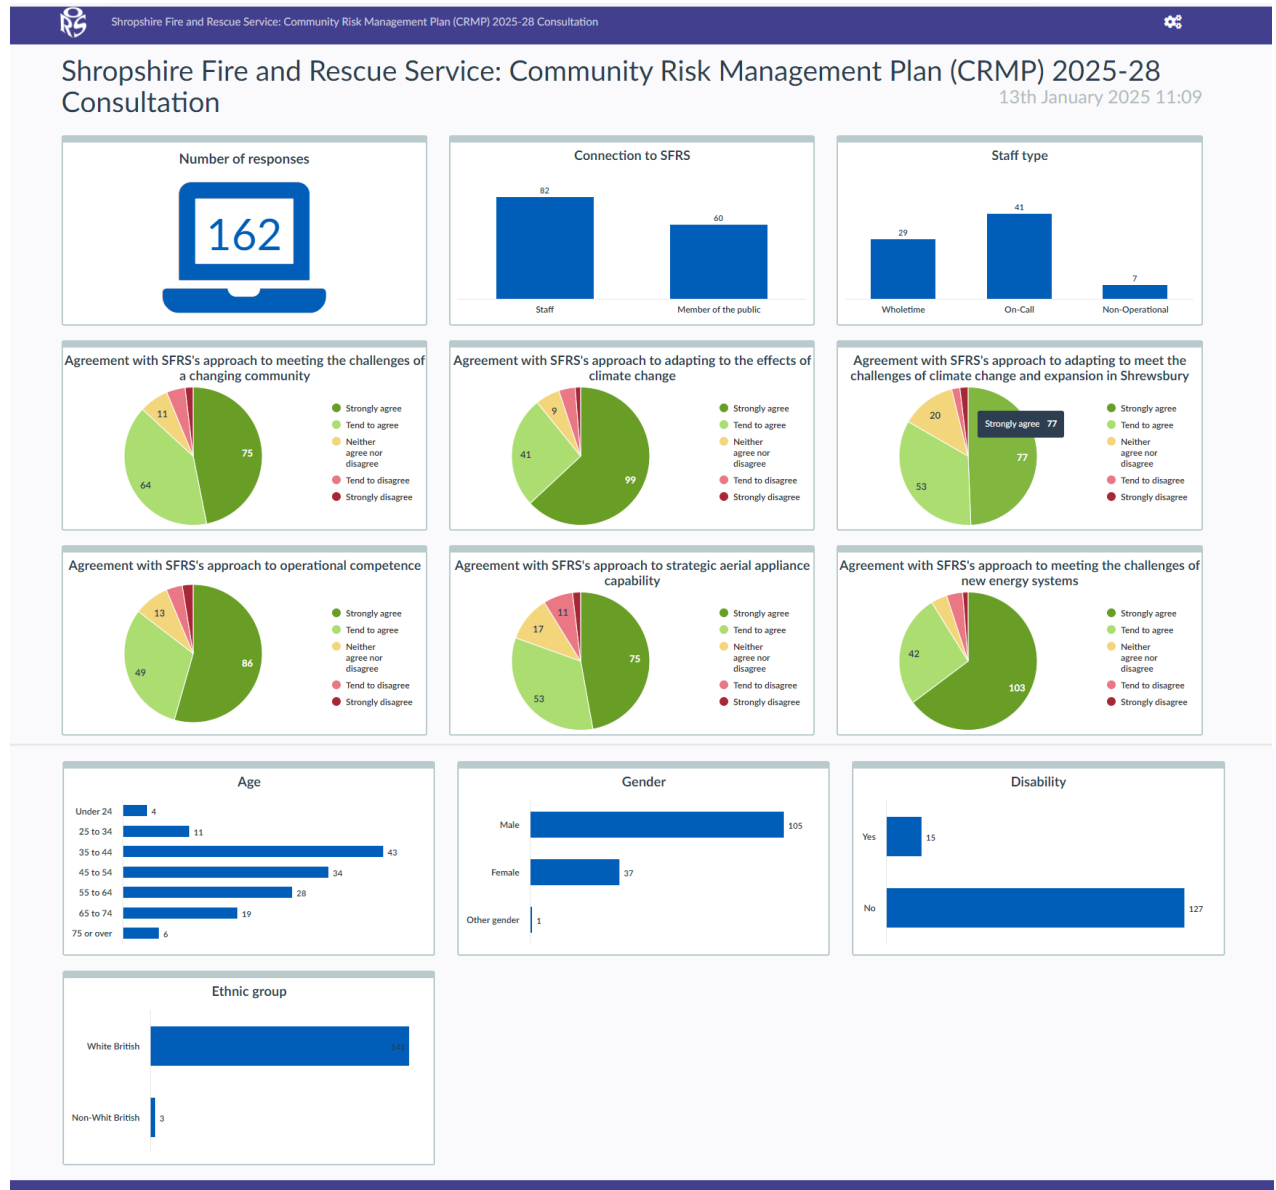 ORS
Shropshire Fire and Rescue Service: Community Risk Management Plan (CRMP) 2025-28 Consultation
Shropshire Fire and Rescue Service: Community Risk Management Plan (CRMP) 2025-28
Consultation
13th January 2025 11:09
Number of responses
162
Connection to SFRS
82
60
Staff
Member of the public
Staff type
29
41
7
Wholetime
On-Call
Non-Operational
Agreement with SFRS's approach to meeting the challenges of
a changing community
11
75
64
Strongly agree
Tend to agree
Neither
agree nor
disagree
Tend to disagree
Strongly disagree
Agreement with SFRS's approach to adapting to the effects of
climate change
9
41
99
Strongly agree
Tend to agree
Neither
agree nor
disagree
Tend to disagree
Strongly disagree
Agreement with SFRS's approach to adapting to meet the
challenges of climate change and expansion in Shrewsbury
20
Strongly agree 77
77
53
Strongly agree
Tend to agree
Neither
agree nor
disagree
Tend to disagree
Strongly disagree
Agreement with SFRS's approach to operational competence
13
86
49
Strongly agree
Tend to agree
Neither
agree nor
disagree
Tend to disagree
Strongly disagree
Agreement with SFRS's approach to strategic aerial appliance
capability
11
17
75
53
Strongly agree
Tend to agree
Neither
agree nor
disagree
Tend to disagree
Strongly disagree
Agreement with SFRS's approach to meeting the challenges of
new energy systems
42
103
Strongly agree
Tend to agree
Neither
agree nor
disagree
Tend to disagree
Strongly disagree
Age
Under 24 4
25 to 34 11
35 to 44 43
45 to 54 34
55 to 64 28
65 to 74 19
75 or over 6
Gender
Male 105
Female 37
Other gender 1
Disability
Yes 15
No 127
Ethnic group
White British 141
Non-Whit British 3